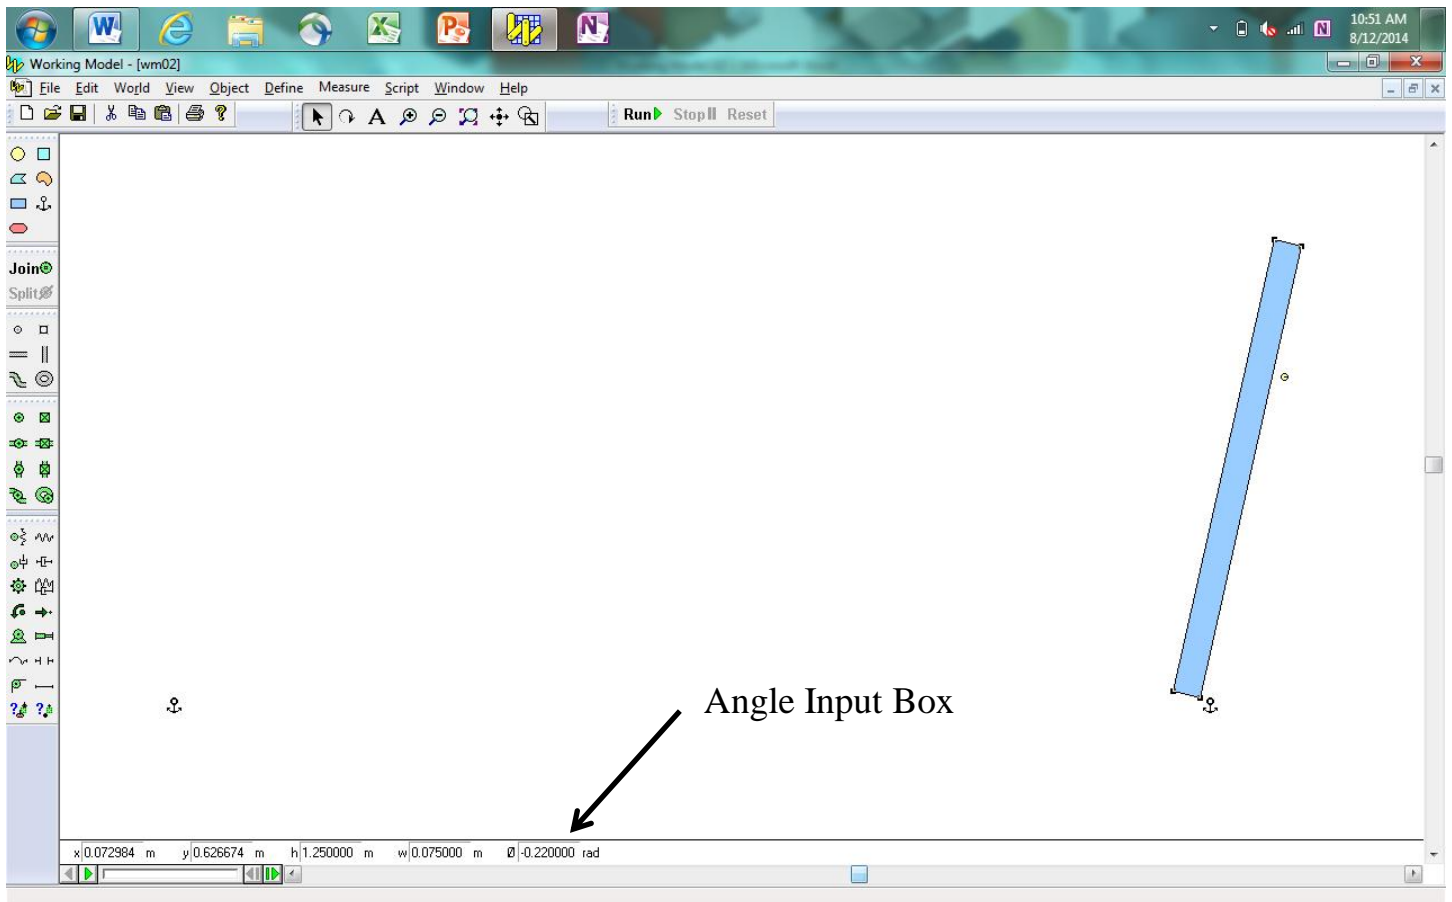 10:51 AM
8/12/2014
Working Model - [wm02]
File Edit World View Object Define Measure Script Window Help
A Run Stop Reset
Join
Split
Angle Input Box
x 0.072984 m y 0.626674 m h 1.250000 m w 0.075000 m Ø -0.220000 rad